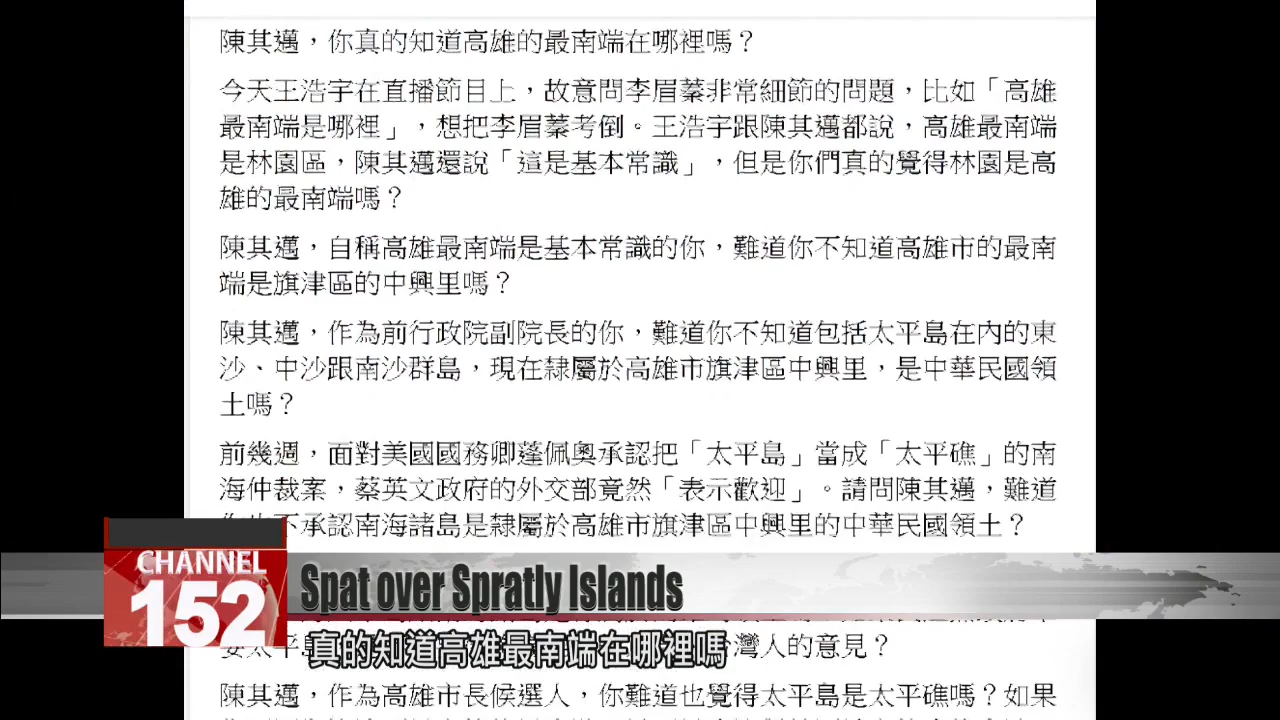 陳其邁，你真的知道高雄的最南端在哪裡嗎？
今天王浩宇在直播節目上，故意問李眉蓁非常細節的問題，比如「高雄
最南端是哪裡」，想把李眉蓁考倒。王浩宇跟陳其邁都說，高雄最南端
是林園區，陳其邁還說「這是基本常識」，但是你們真的覺得林園是高
雄的最南端嗎？
陳其邁，自稱高雄最南端是基本常識的你，難道你不知道高雄市的最南
端是旗津區的中興里嗎？
陳其邁，作為前行政院副院長的你，難道你不知道包括太平島在內的東
沙、中沙跟南沙群島，現在隸屬於高雄市旗津區中興里，是中華民國領
土嗎？
前幾週，面對美國國務卿蓬佩奧承認把「太平島」當成「太平礁」的南
海仲裁案，蔡英文政府的外交部竟然「表示歡迎」。請問陳其邁，難道
不承認南海諸島是隸屬於高雄市旗津區中興里的中華民國領土？
CHANNEL
152
Spat over Spratly Islands
真的知道高雄最南端在哪裡嗎
灣人的意見？
陳其邁，作為高雄市長候選人，你難道也覺得太平島是太平礁嗎？如果